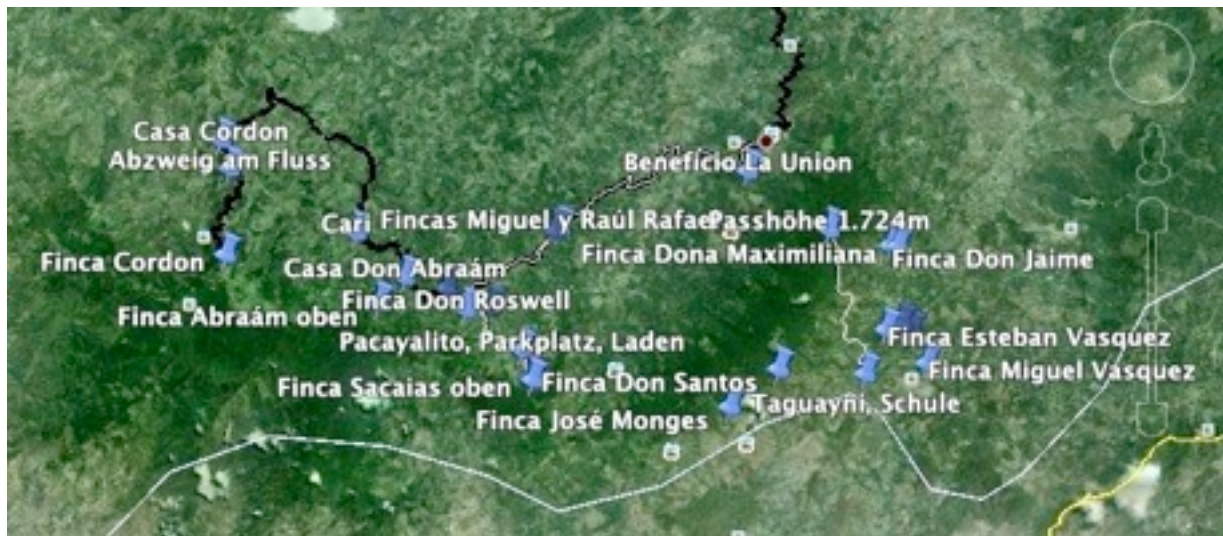 Casa Cordon
Abzweig am Fluss
Beneficio La Union
Cari
Fincas Miguel y Raúl Rafael
Passhöhe 1.724m
Finca Cordon
Casa Don Abraám
Finca Dona Maximiliana
Finca Don Jaime
Finca Don Roswell
Finca Abraám oben
Pacayalito, Parkplatz, Laden
Finca Esteban Vasquez
Finca Miguel Vasquez
Finca Sacaias oben
Finca Don Santos
Taguayñi, Schule
Finca José Monges